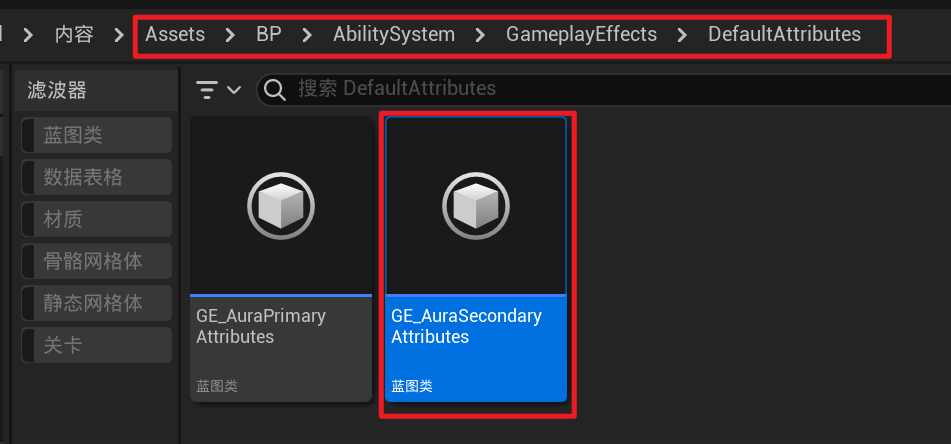 内容 Assets BP AbilitySystem GameplayEffects DefaultAttributes
滤波器
搜索 DefaultAttributes
蓝图类
数据表格
材质
骨骼网格体
静态网格体
关卡
GE_AuraPrimary
Attributes
蓝图类
GE_AuraSecondary
Attributes
蓝图类